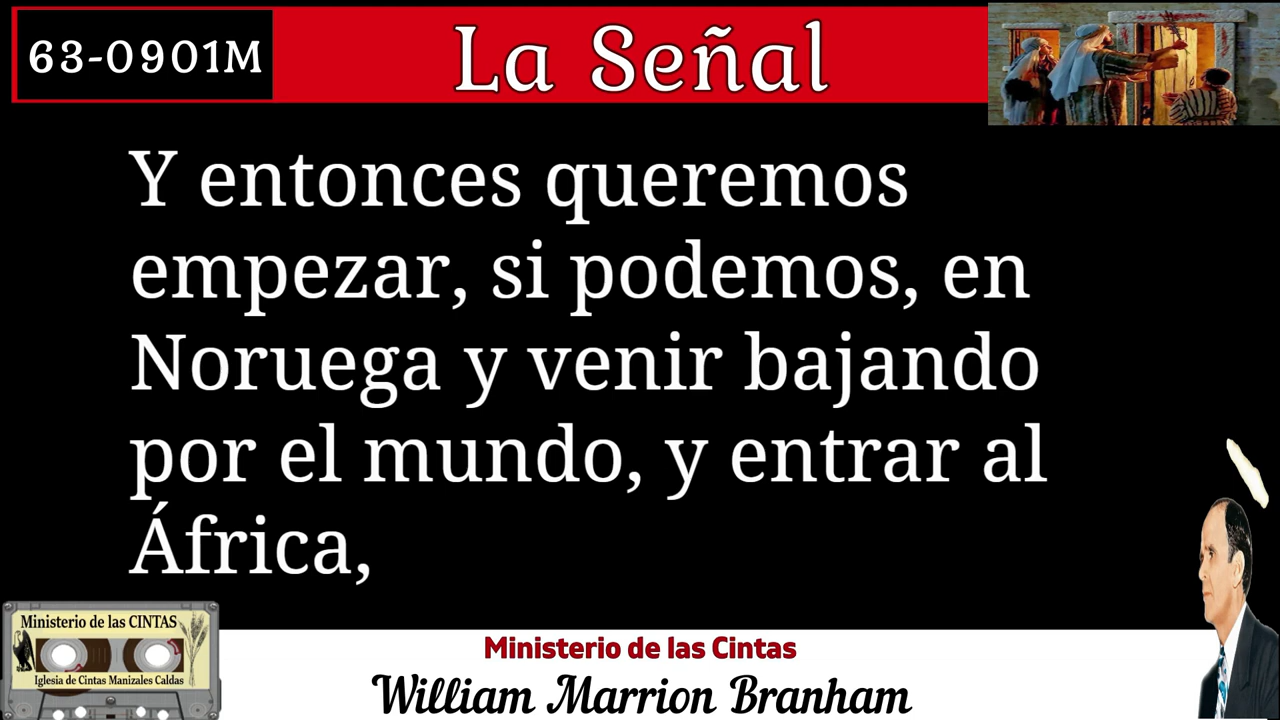 63-0901M
La Señal
Y entonces queremos
empezar, si podemos, en
Noruega y venir bajando
por el mundo, y entrar al
África,
Ministerio de las CINTAS
Iglesia de Cintas Manizales Caldas
Ministerio de las Cintas
William Marrion Branham